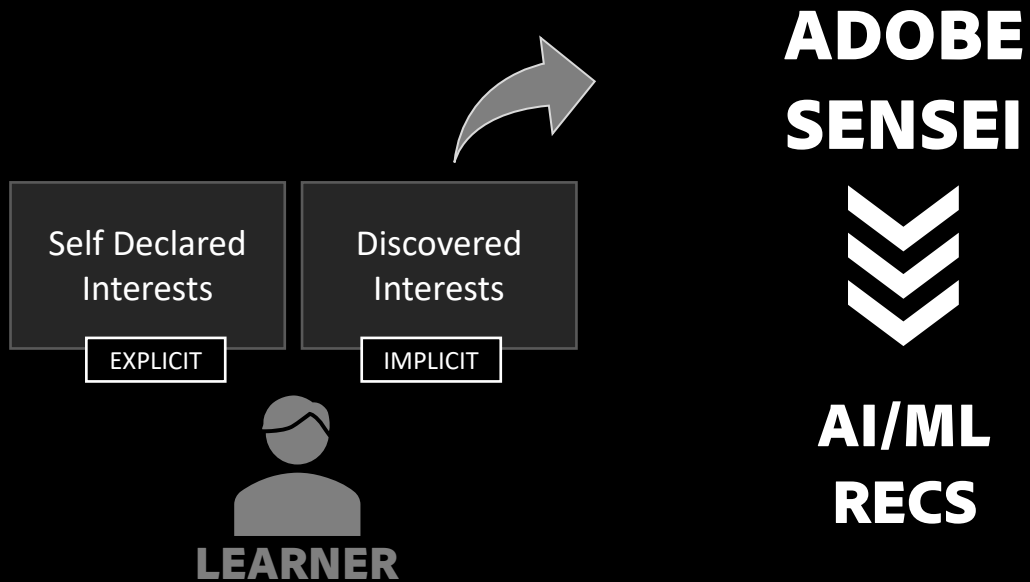 Self Declared
Interests
EXPLICIT
Discovered
Interests
IMPLICIT
LEARNER
ADOBE
SENSEI
AI/ML
RECS